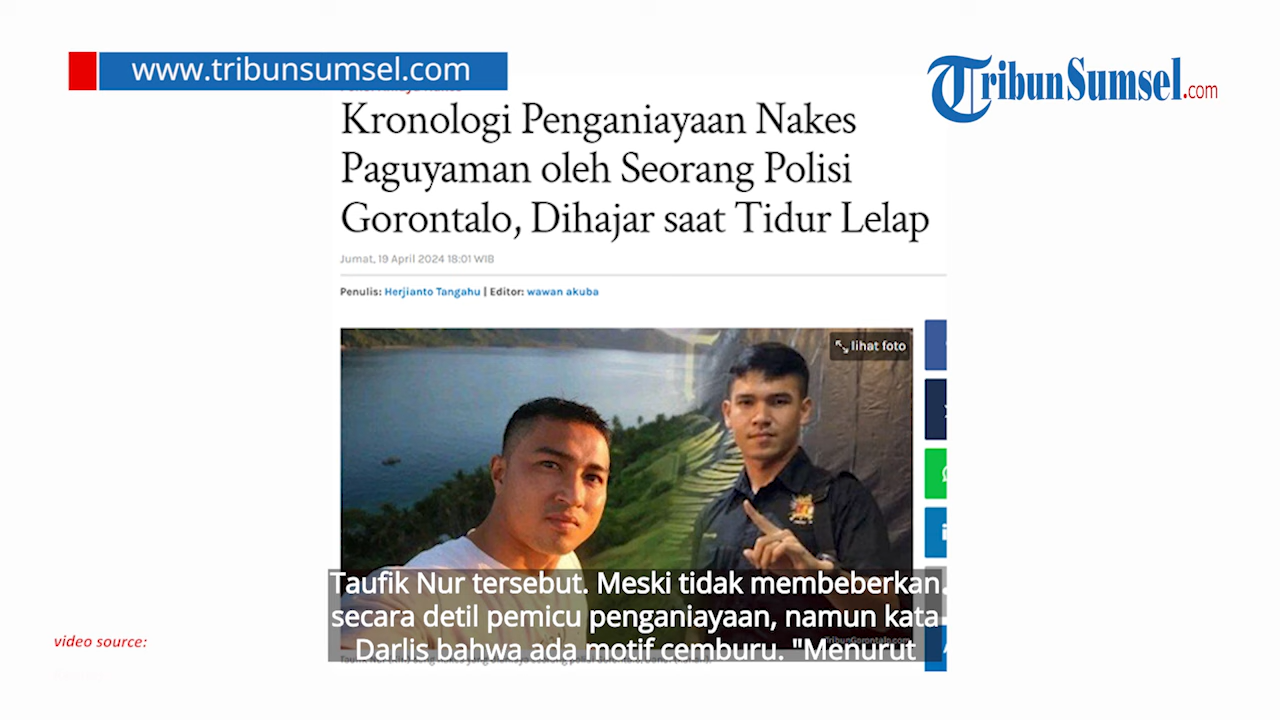 www.tribunsumsel.com
TribunSumsel.com
Kronologi Penganiayaan Nakes
Paguyaman oleh Seorang Polisi
Gorontalo, Dihajar saat Tidur Lelap
Jumat, 19 April 2024 18:01 WIB
Penulis: Herjianto Tangahu | Editor: wawan akuba
lihat foto
Taufik Nur tersebut. Meski tidak membeberkan
secara detil pemicu penganiayaan, namun kata
Darlis bahwa ada motif cemburu. "Menurut
video source: